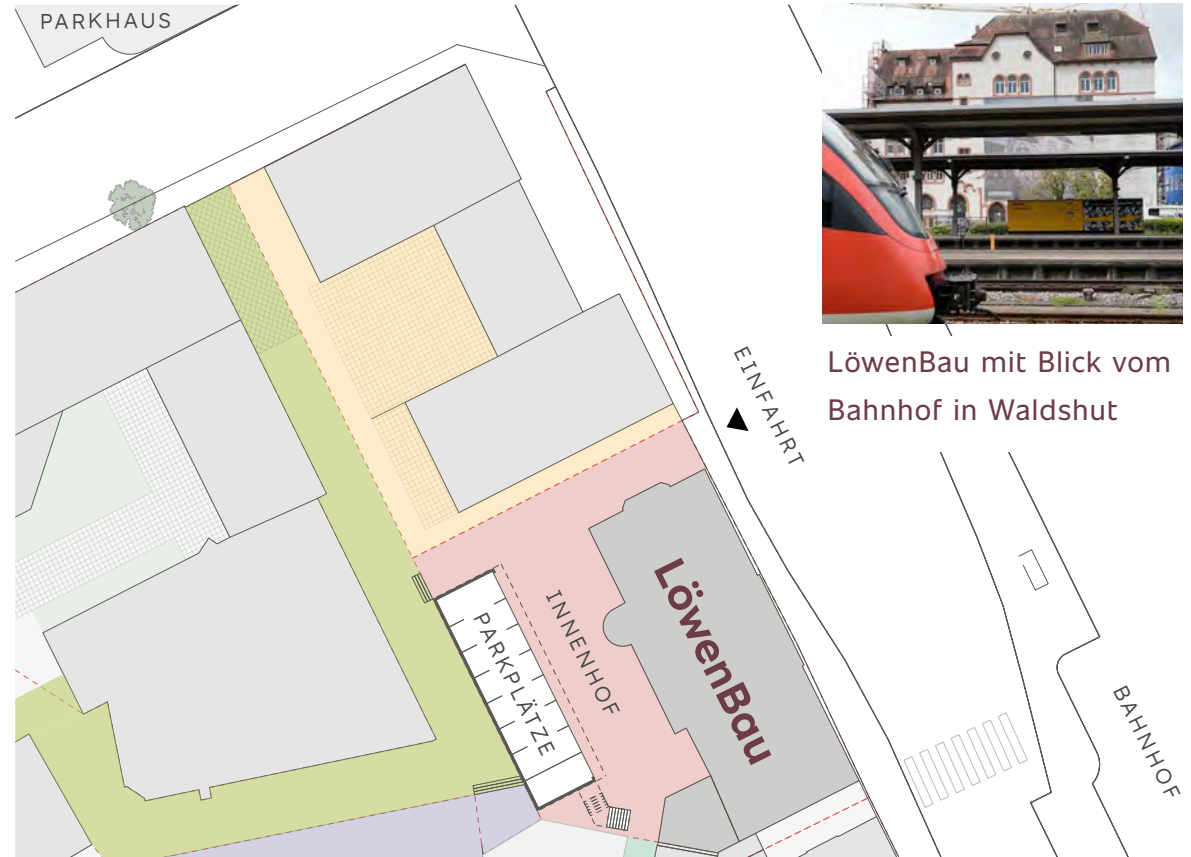 PARKHAUS
LöwenBau mit Blick vom
Bahnhof in Waldshut
EINFAHRT
LöwenBau
INNENHOF
PARKPLÄTZE
BAHNHOF